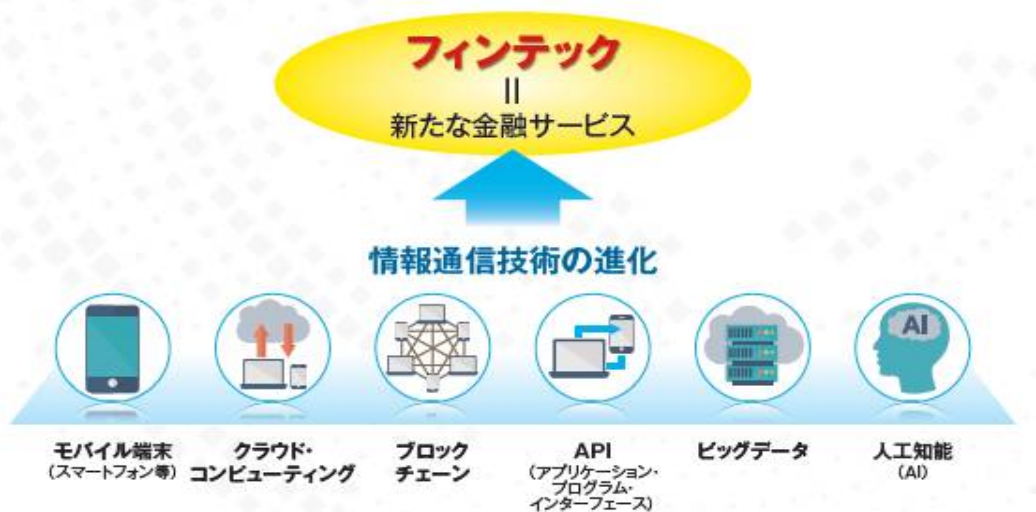 フィンテック
||
新たな金融サービス
情報通信技術の進化
AI
モバイル端末
(スマートフォン等)
クラウド・
コンピューティング
ブロック
チェーン
API
(アプリケーション・
プログラム・
インターフェース)
ビッグデータ
人工知能
(AI)